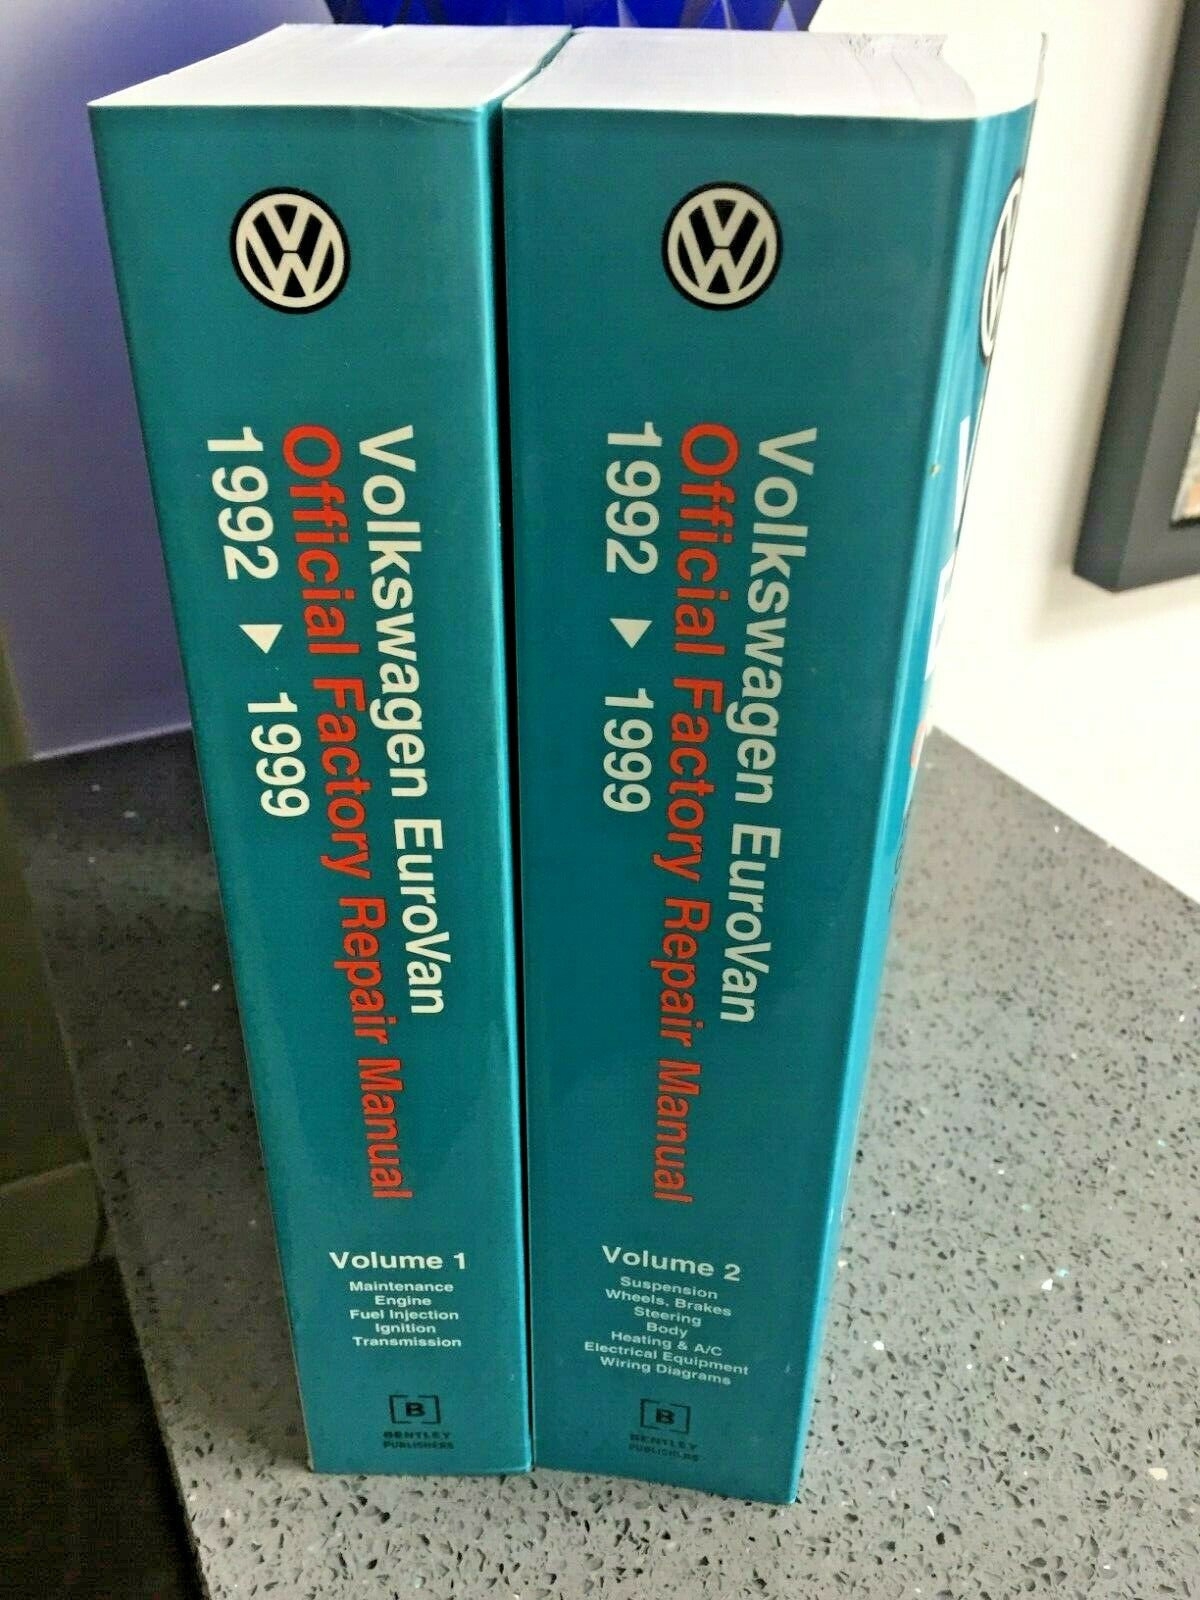 Volkswagen EuroVan
Official Factory Repair Manual
1992 ▶ 1999
Volume 1
Maintenance
Engine
Fuel Injection
Ignition
Transmission
B
BENTLEY
PUBLISHERS
Volkswagen EuroVan
Official Factory Repair Manual
1992 ▶ 1999
Volume 2
Suspension
Wheels, Brakes
Steering
Body
Heating & A/C
Electrical Equipment
Wiring Diagrams
B
BENTLEY
PUBLISHERS